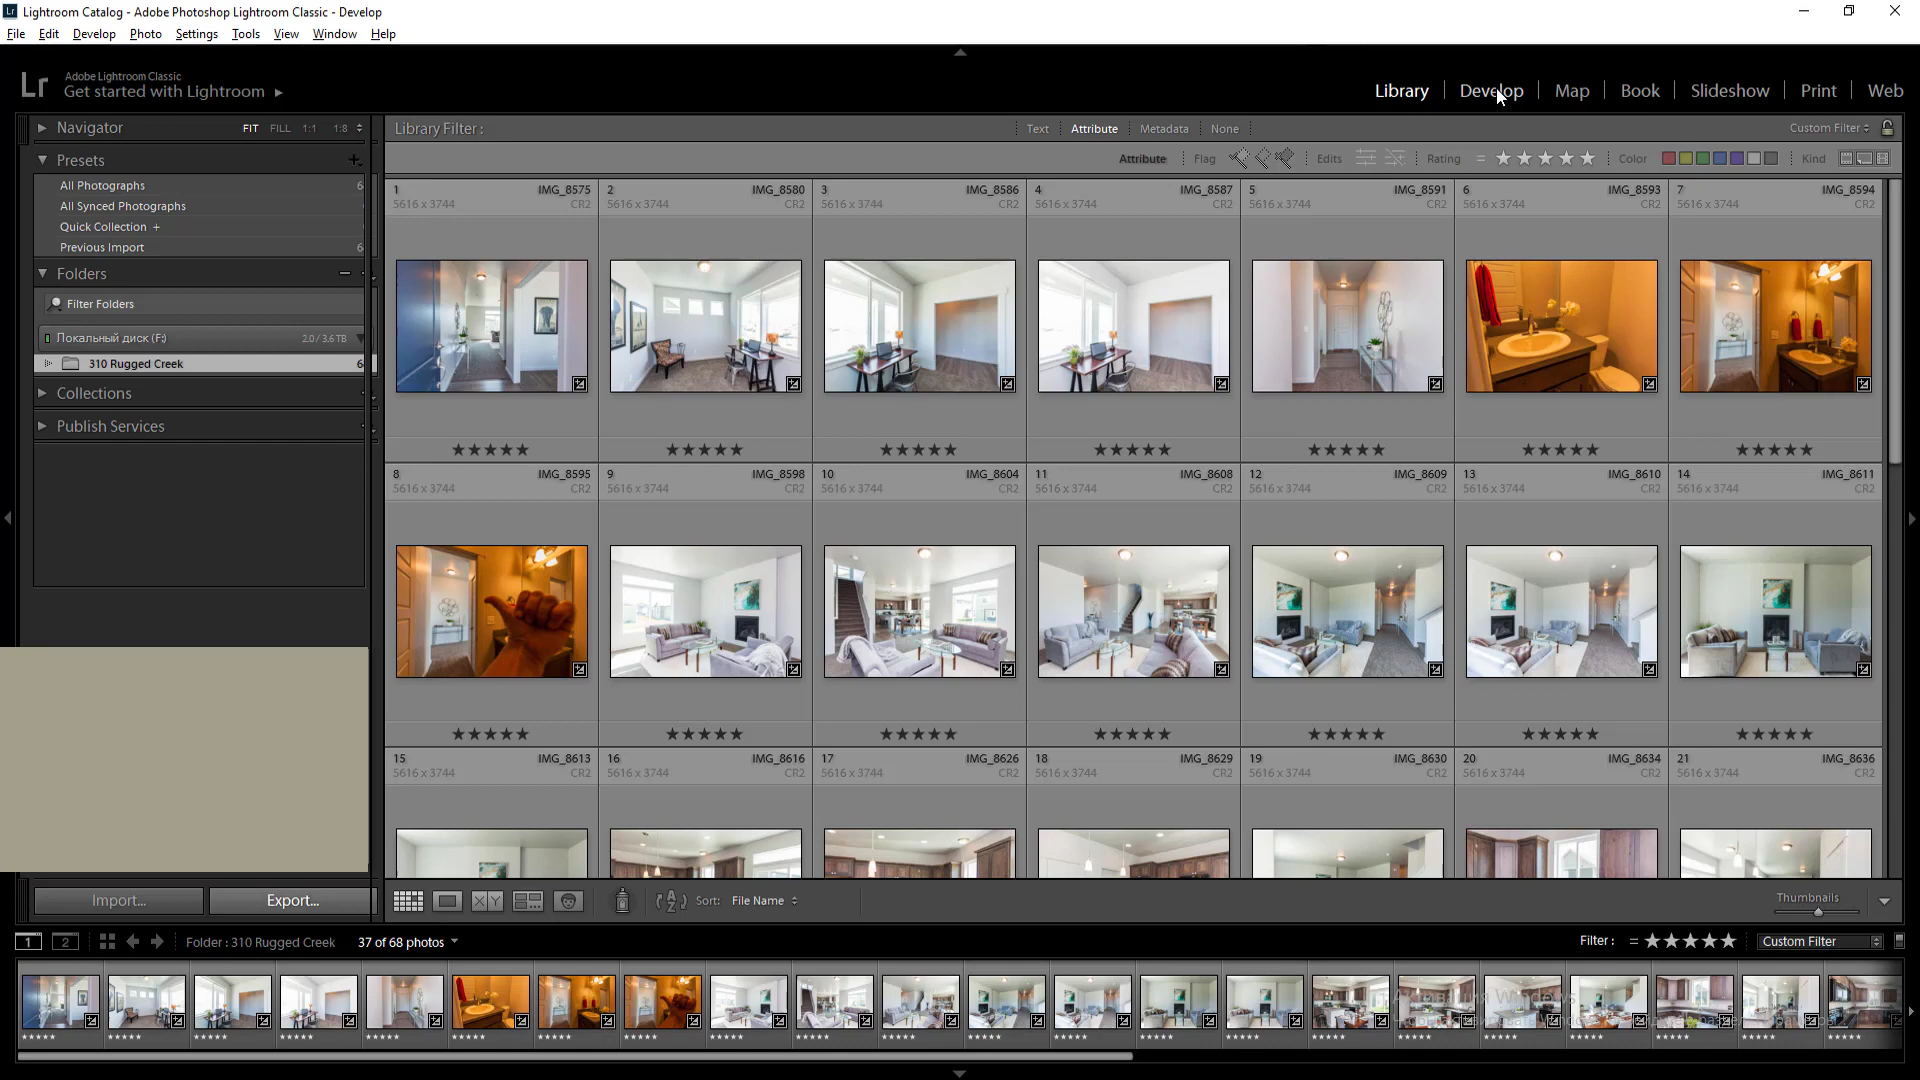 Lightroom Catalog - Adobe Photoshop Lightroom Classic - Develop
File Edit Develop Photo Settings Tools View Window Help
Lr Adobe Lightroom Classic
Get started with Lightroom
Library Develop Map Book Slideshow Print Web
Navigator FIT FILL 1:1 1:8
Library Filter : Text Attribute Metadata None Custom Filter
Attribute Flag Edits Rating = ★★★★★ Color Kind
Presets
All Photographs 6
All Synced Photographs
Quick Collection +
Previous Import 6
Folders
Filter Folders
Локальный диск (F:) 2.0 / 3.6 TB
310 Rugged Creek 6
Collections
Publish Services
1 IMG_8575 2 IMG_8580 3 IMG_8586 4 IMG_8587 5 IMG_8591 6 IMG_8593 7 IMG_8594
5616 x 3744 CR2 5616 x 3744 CR2 5616 x 3744 CR2 5616 x 3744 CR2 5616 x 3744 CR2 5616 x 3744 CR2 5616 x 3744 CR2
8 IMG_8595 9 IMG_8598 10 IMG_8604 11 IMG_8608 12 IMG_8609 13 IMG_8610 14 IMG_8611
5616 x 3744 CR2 5616 x 3744 CR2 5616 x 3744 CR2 5616 x 3744 CR2 5616 x 3744 CR2 5616 x 3744 CR2 5616 x 3744 CR2
15 IMG_8613 16 IMG_8616 17 IMG_8626 18 IMG_8629 19 IMG_8630 20 IMG_8634 21 IMG_8636
5616 x 3744 CR2 5616 x 3744 CR2 5616 x 3744 CR2 5616 x 3744 CR2 5616 x 3744 CR2 5616 x 3744 CR2 5616 x 3744 CR2
Import... Export...
XY Sort: File Name Thumbnails
1 2 Folder : 310 Rugged Creek 37 of 68 photos Filter : = ★★★★★ Custom Filter
Активация Windows